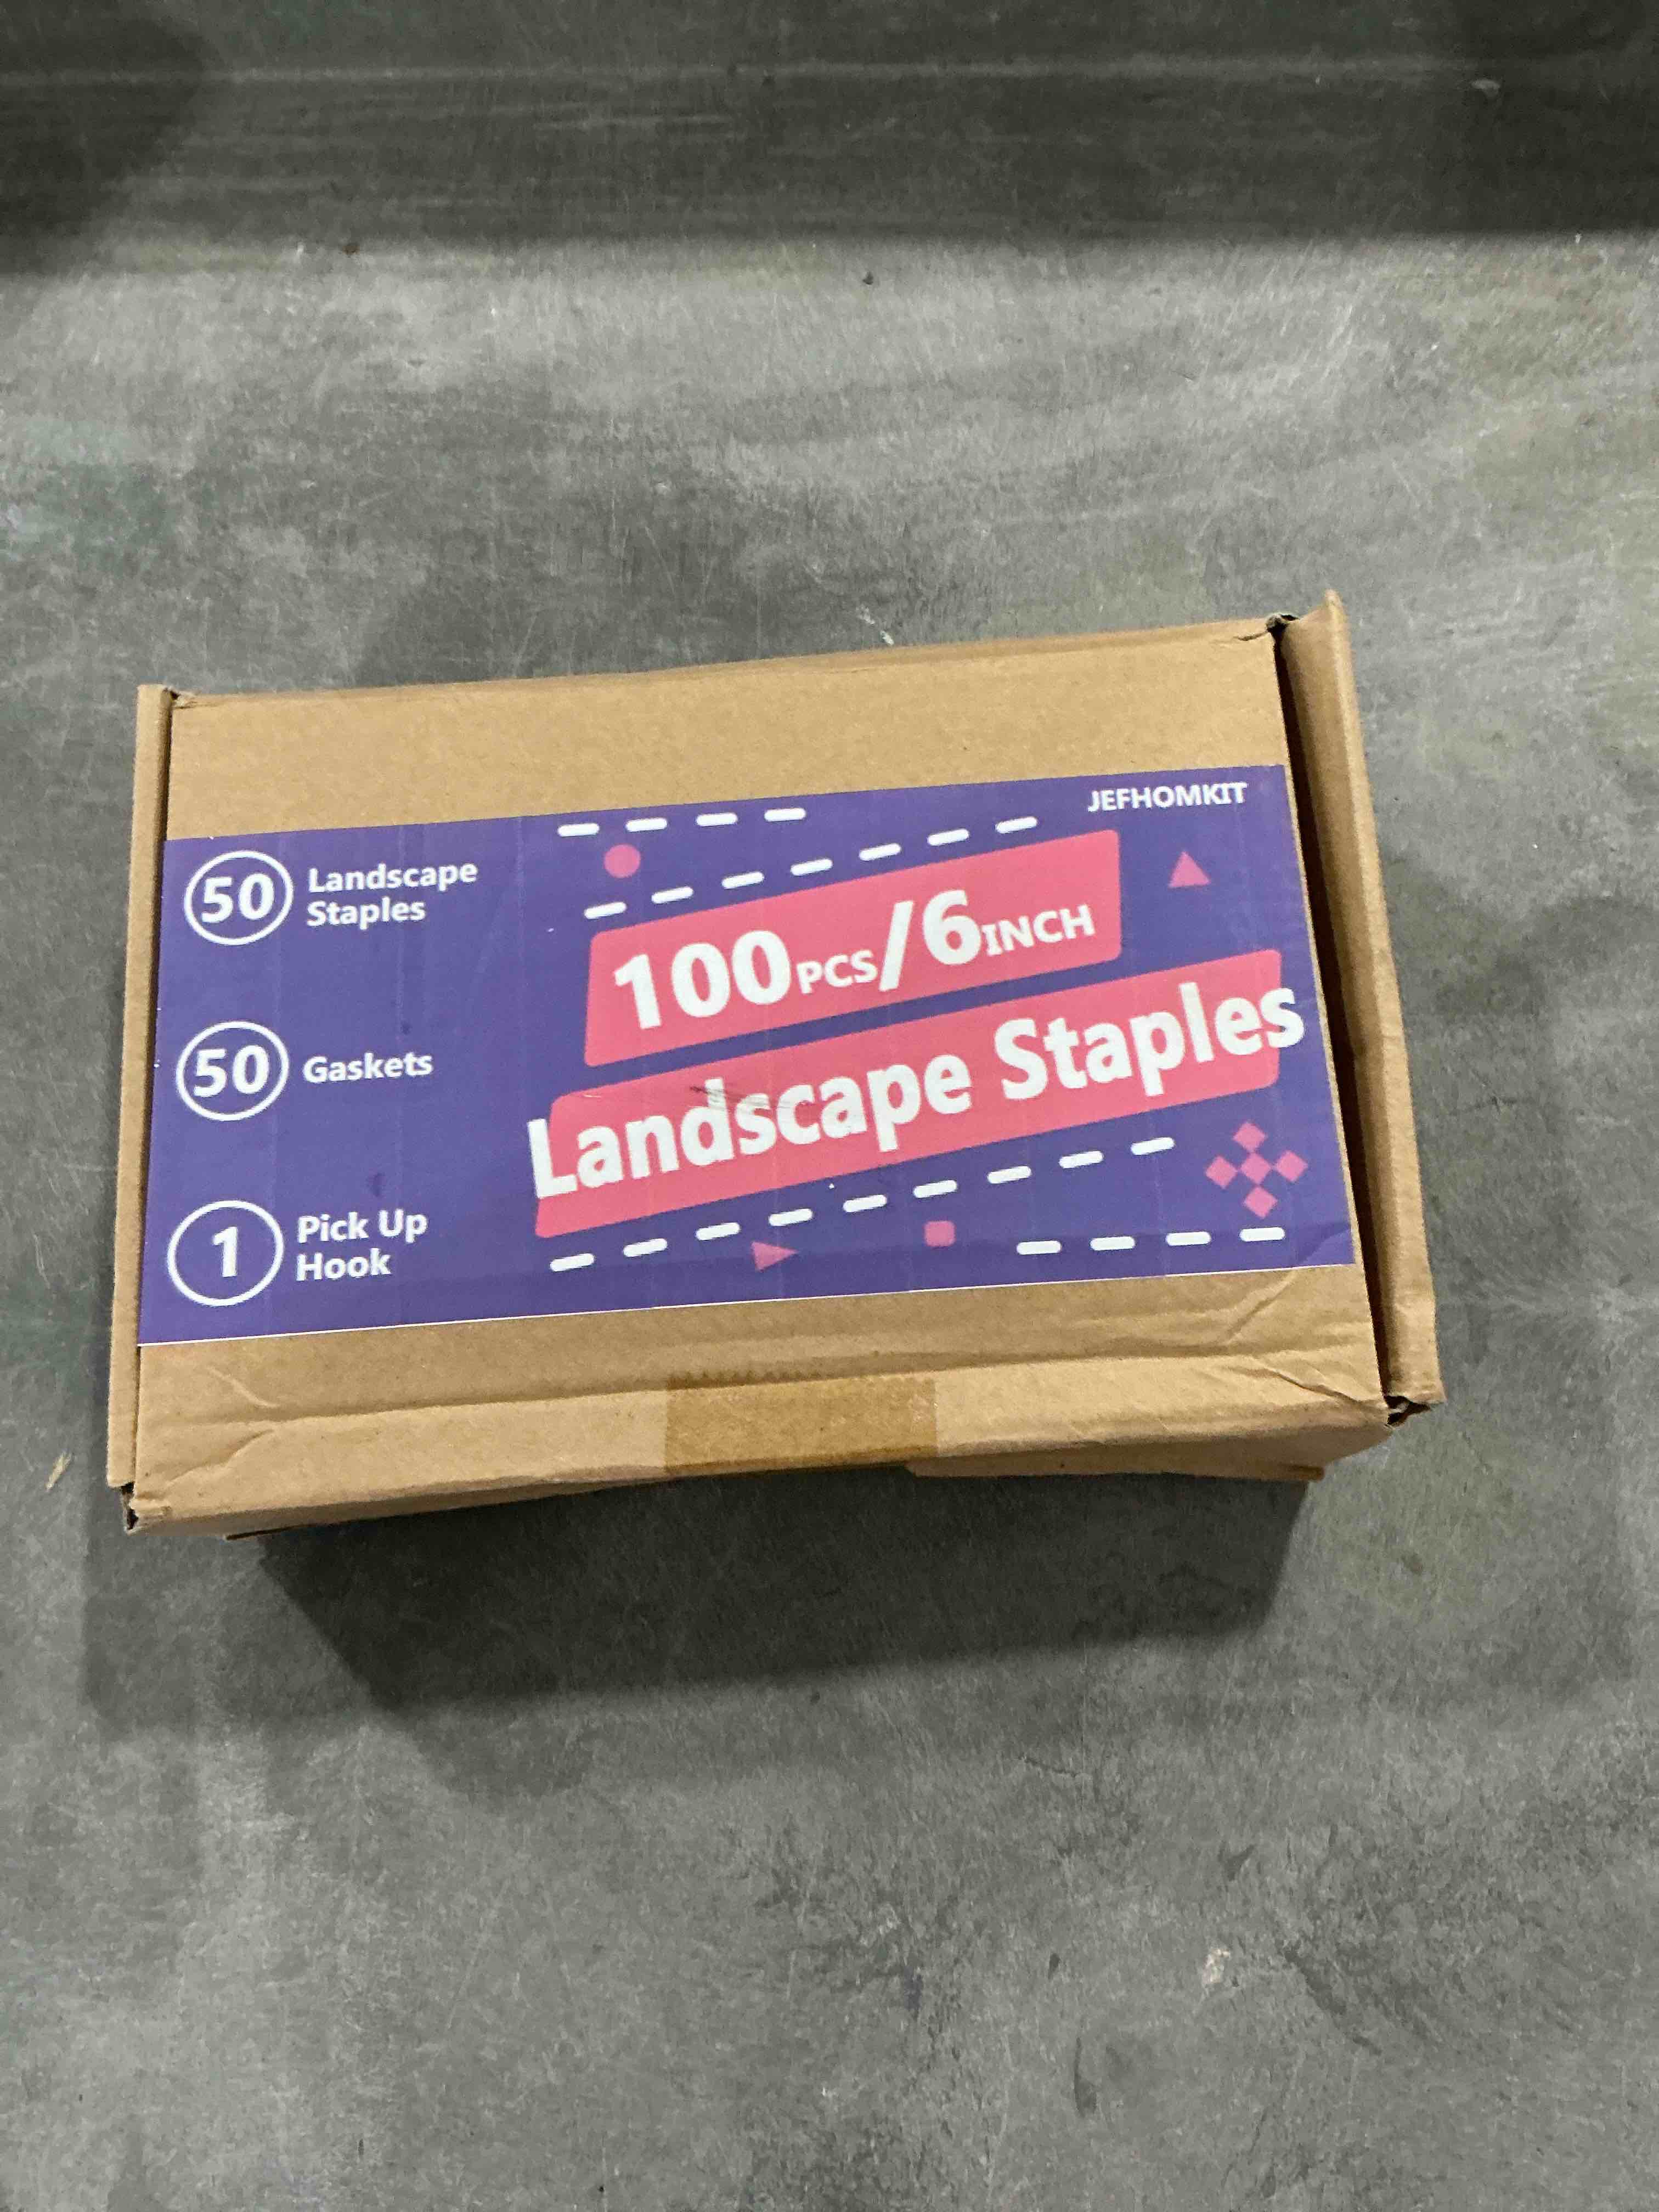 JEFHOMKIT
50 Landscape
Staples
50 Gaskets
1 Pick Up
Hook
100PCS/6INCH
Landscape Staples